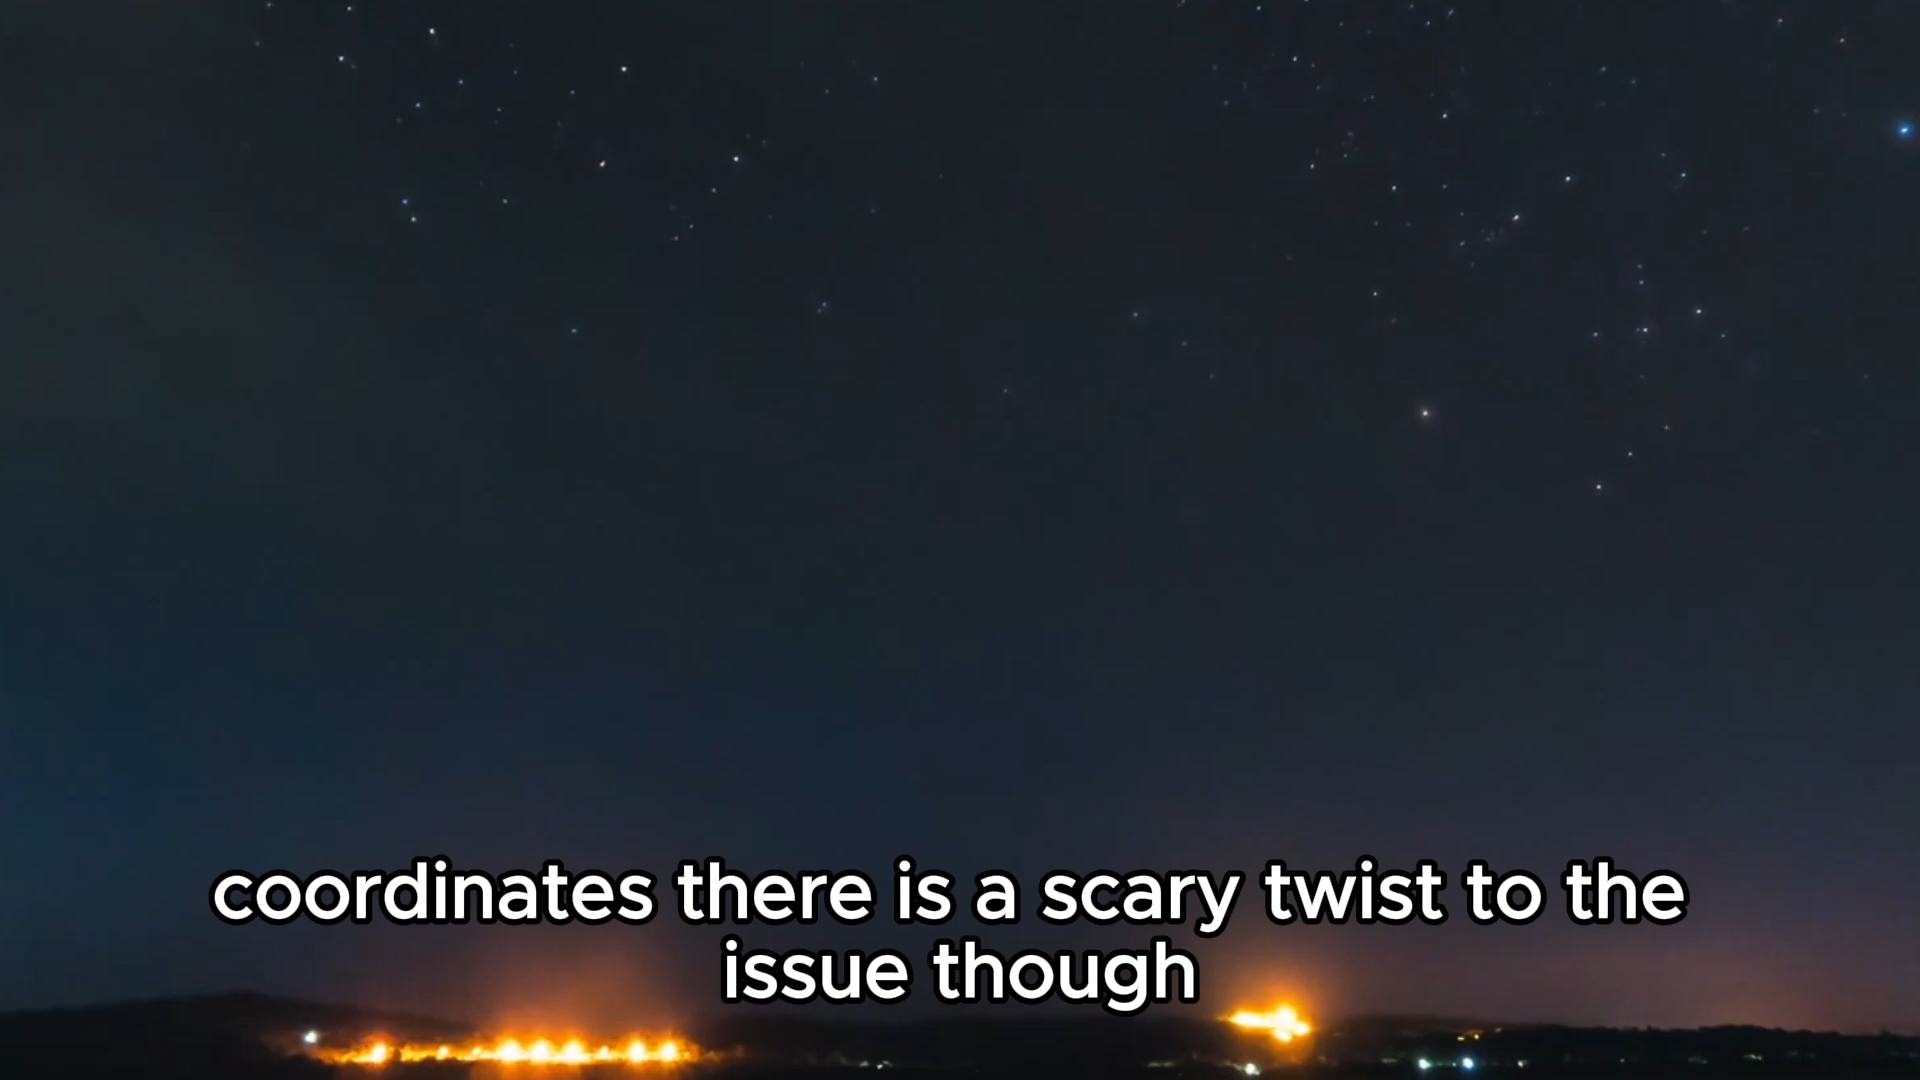 coordinates there is a scary twist to the
issue though